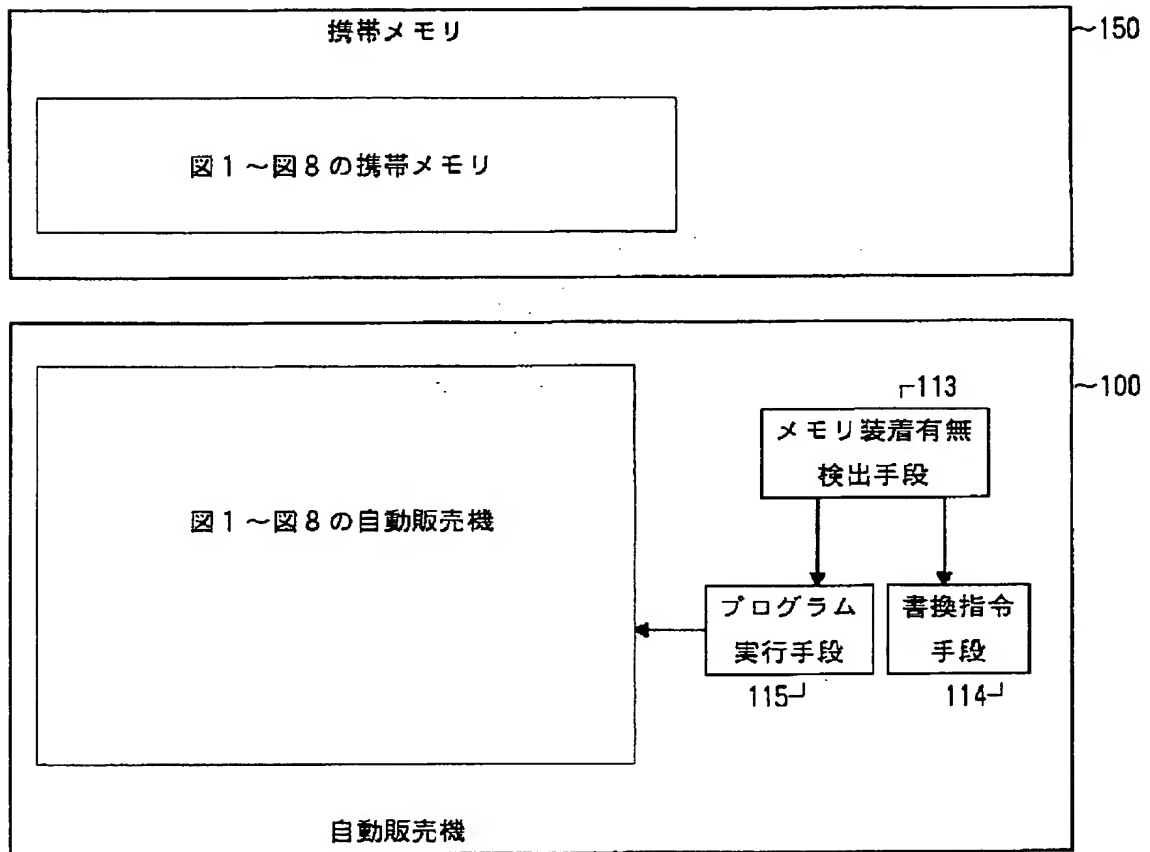 携帯メモリ
~150
図1~図8の携帯メモリ
~100
113
メモリ装着有無
検出手段
図1~図8の自動販売機
プログラム
実行手段
書換指令
手段
115
114
自動販売機